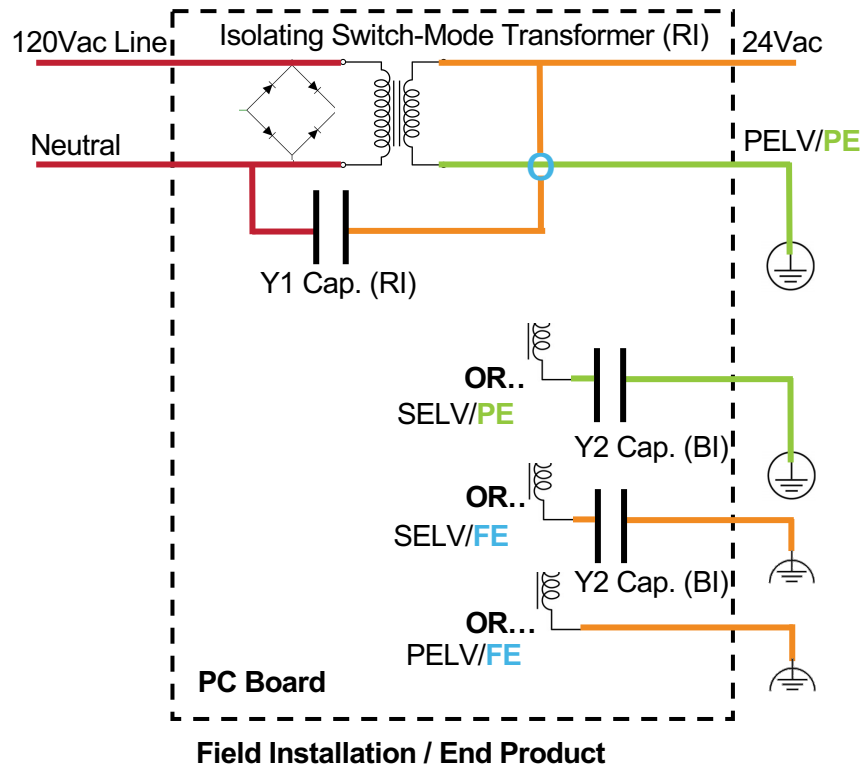 120Vac Line
Isolating Switch-Mode Transformer (RI)
24Vac
Neutral
PELV/PE
Y1 Cap. (RI)
OR..
SELV/PE
Y2 Cap. (BI)
OR..
SELV/FE
Y2 Cap. (BI)
OR...
PELV/FE
PC Board
Field Installation / End Product